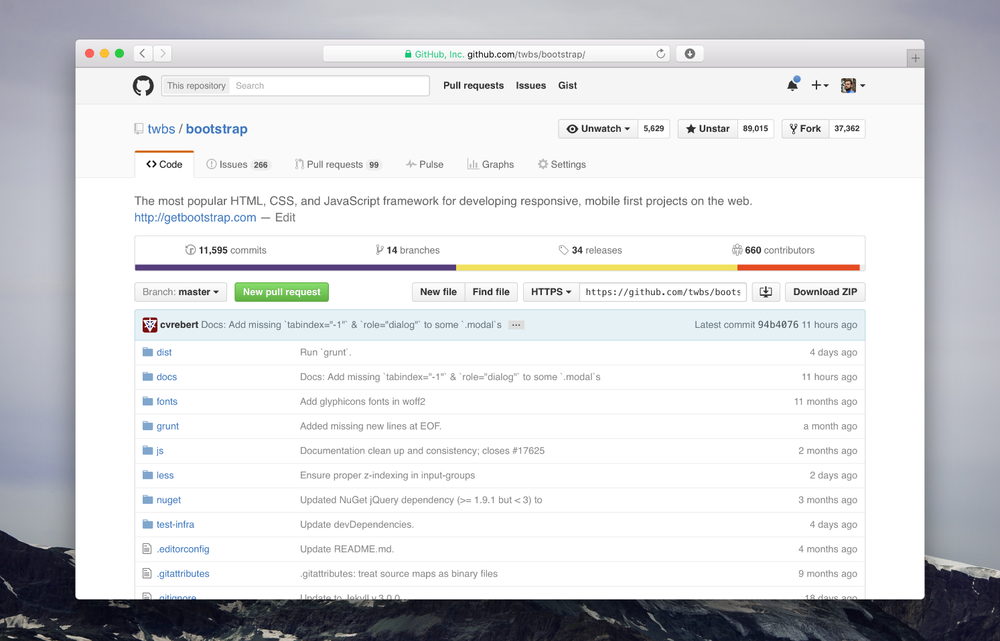 GitHub, Inc. github.com/twbs/bootstrap/
This repository Search Pull requests Issues Gist
twbs / bootstrap Unwatch 5,629 Unstar 89,015 Fork 37,362
Code Issues 266 Pull requests 99 Pulse Graphs Settings
The most popular HTML, CSS, and JavaScript framework for developing responsive, mobile first projects on the web.
http://getbootstrap.com — Edit
11,595 commits 14 branches 34 releases 660 contributors
Branch: master New pull request New file Find file HTTPS https://github.com/twbs/boots Download ZIP
cvrebert Docs: Add missing `tabindex="-1"` & `role="dialog"` to some `.modal`s ... Latest commit 94b4076 11 hours ago
dist Run `grunt`. 4 days ago
docs Docs: Add missing `tabindex="-1"` & `role="dialog"` to some `.modal`s 11 hours ago
fonts Add glyphicons fonts in woff2 11 months ago
grunt Added missing new lines at EOF. a month ago
js Documentation clean up and consistency; closes #17625 2 months ago
less Ensure proper z-indexing in input-groups 2 days ago
nuget Updated NuGet jQuery dependency (>= 1.9.1 but < 3) to 3 months ago
test-infra Update devDependencies. 4 days ago
.editorconfig Update README.md. 4 months ago
.gitattributes .gitattributes: treat source maps as binary files 9 months ago
.gitignore Update to Jekyll v3.0.0. 18 days ago